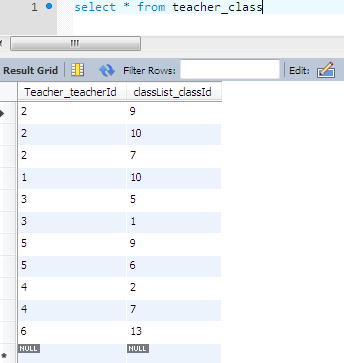 1 select * from teacher_class
Result Grid Filter Rows: Edit:
Teacher_teacherId classList_classId
2 9
2 10
2 7
1 10
3 5
3 1
5 9
5 6
4 2
4 7
6 13
NULL NULL